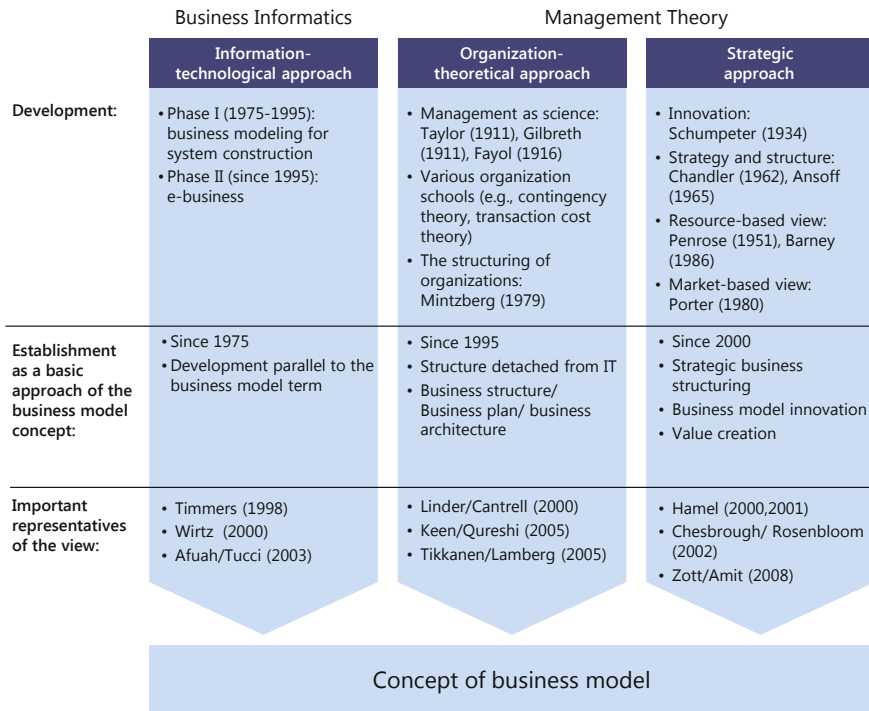 Business Informatics
Management Theory
Information-
technological approach
Organization-
theoretical approach
Strategic
approach
Development:
• Phase I (1975-1995):
business modeling for
system construction
• Phase II (since 1995):
e-business
• Management as science:
Taylor (1911), Gilbreth
(1911), Fayol (1916)
• Various organization
schools (e.g., contingency
theory, transaction cost
theory)
• The structuring of
organizations:
Mintzberg (1979)
• Innovation:
Schumpeter (1934)
• Strategy and structure:
Chandler (1962), Ansoff
(1965)
• Resource-based view:
Penrose (1951), Barney
(1986)
• Market-based view:
Porter (1980)
Establishment
as a basic
approach of the
business model
concept:
• Since 1975
• Development parallel to the
business model term
• Since 1995
• Structure detached from IT
• Business structure/
Business plan/ business
architecture
• Since 2000
• Strategic business
structuring
• Business model innovation
• Value creation
Important
representatives
of the view:
• Timmers (1998)
• Wirtz (2000)
• Afuah/Tucci (2003)
• Linder/Cantrell (2000)
• Keen/Qureshi (2005)
• Tikkanen/Lamberg (2005)
• Hamel (2000,2001)
• Chesbrough/ Rosenbloom
(2002)
• Zott/Amit (2008)
Concept of business model